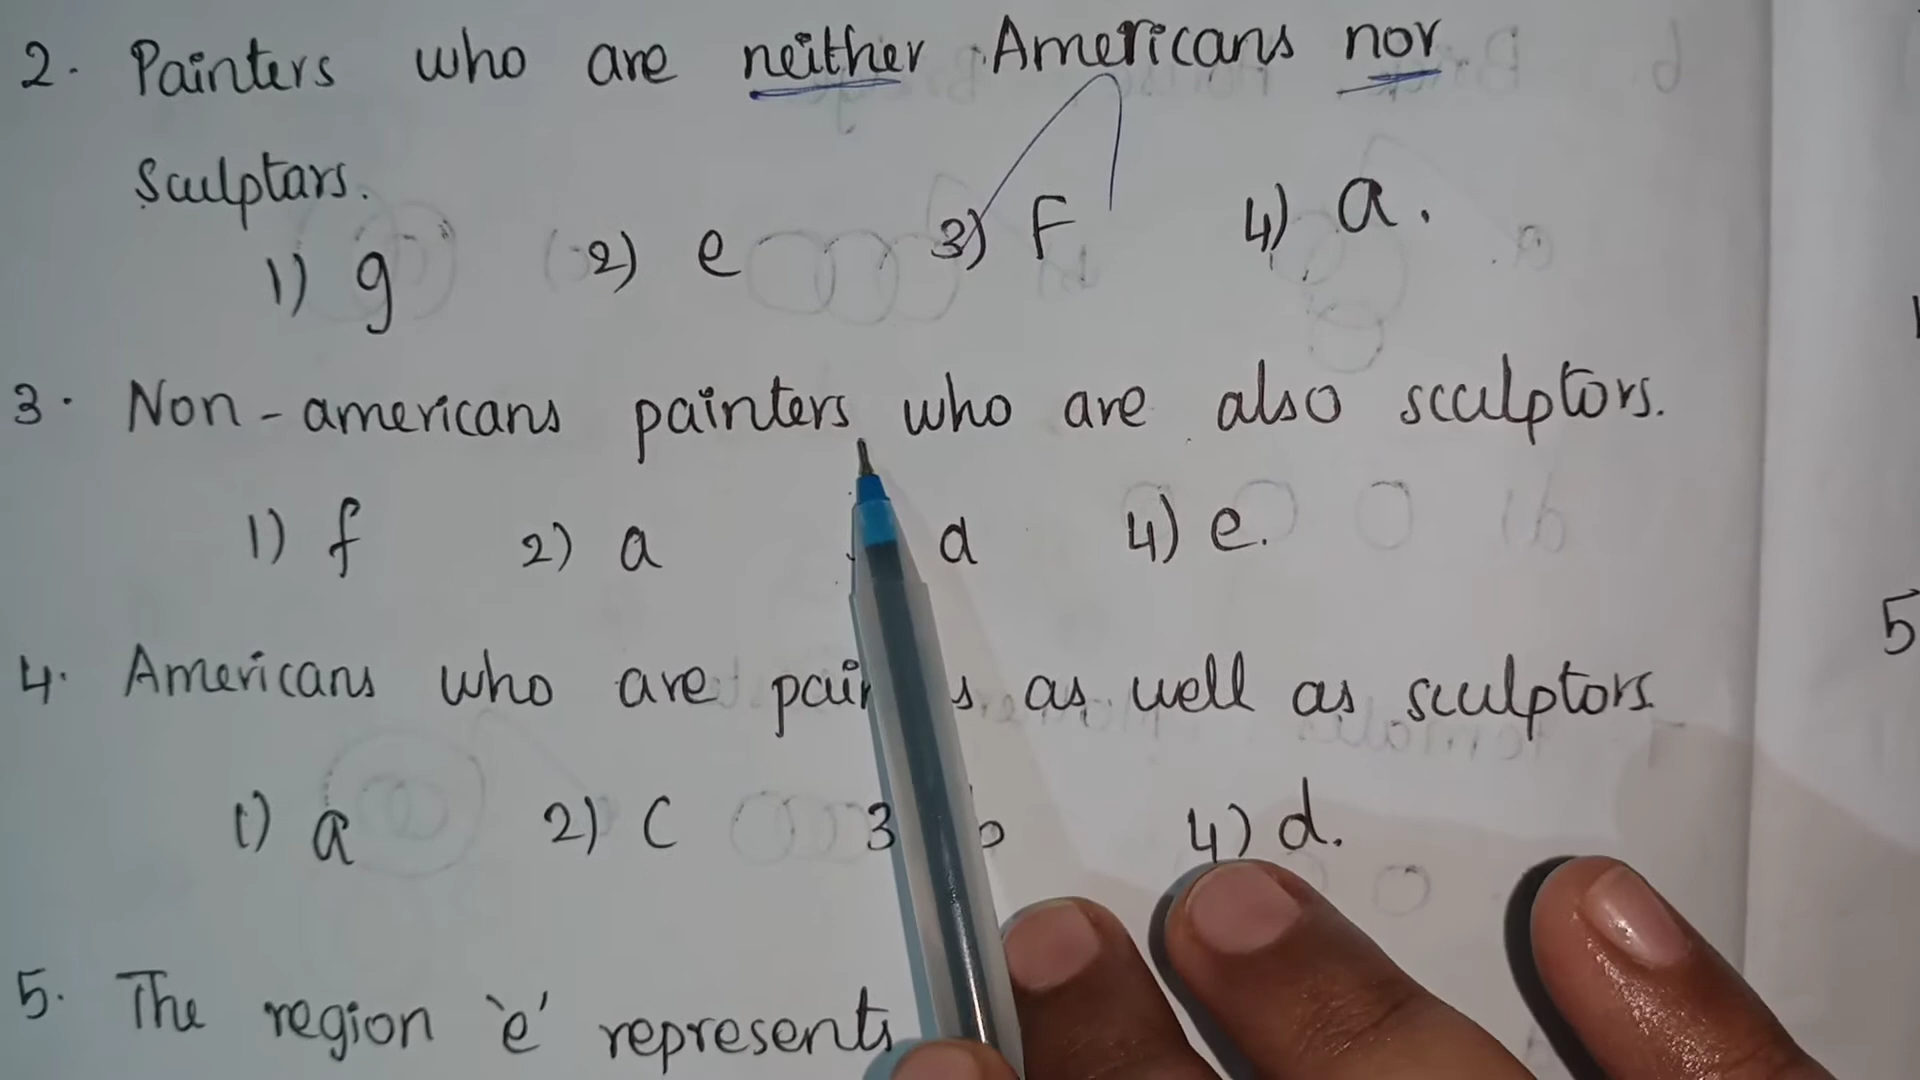 2. Painters who are neither Americans nor
Sculptars.
1) g 2) e 3) F 4) a.
3. Non-americans painters who are also sculptors.
1) f 2) a d 4) e.
4. Americans who are as well as sculptors
1) a 2) C 3 4) d.
5. The region 'e' represents
5